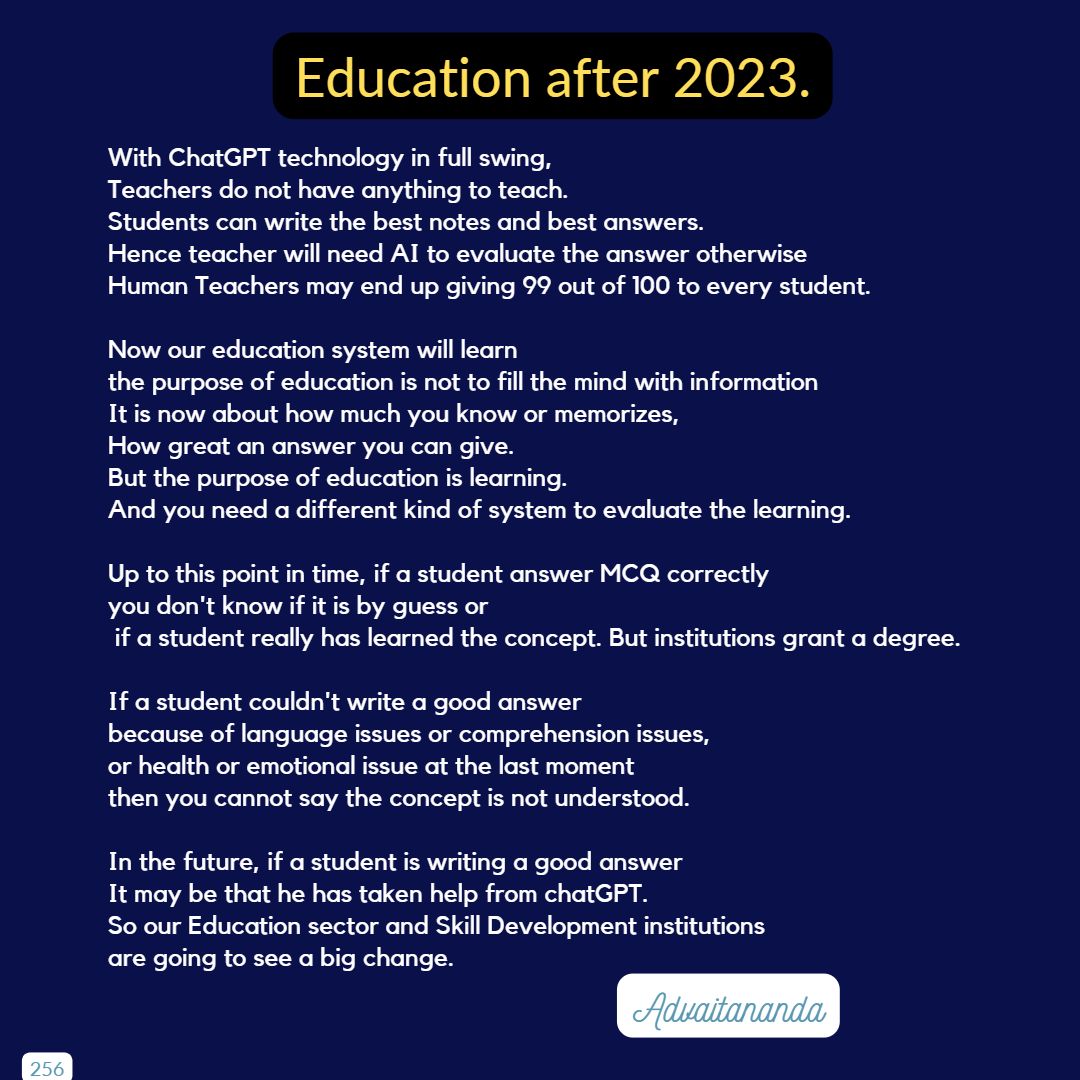 Education after 2023.
With ChatGPT technology in full swing,
Teachers do not have anything to teach.
Students can write the best notes and best answers.
Hence teacher will need AI to evaluate the answer otherwise
Human Teachers may end up giving 99 out of 100 to every student.
Now our education system will learn
the purpose of education is not to fill the mind with information
It is now about how much you know or memorizes,
How great an answer you can give.
But the purpose of education is learning.
And you need a different kind of system to evaluate the learning.
Up to this point in time, if a student answer MCQ correctly
you don't know if it is by guess or
if a student really has learned the concept. But institutions grant a degree.
If a student couldn't write a good answer
because of language issues or comprehension issues,
or health or emotional issue at the last moment
then you cannot say the concept is not understood.
In the future, if a student is writing a good answer
It may be that he has taken help from chatGPT.
So our Education sector and Skill Development institutions
are going to see a big change.
Advaitananda
256